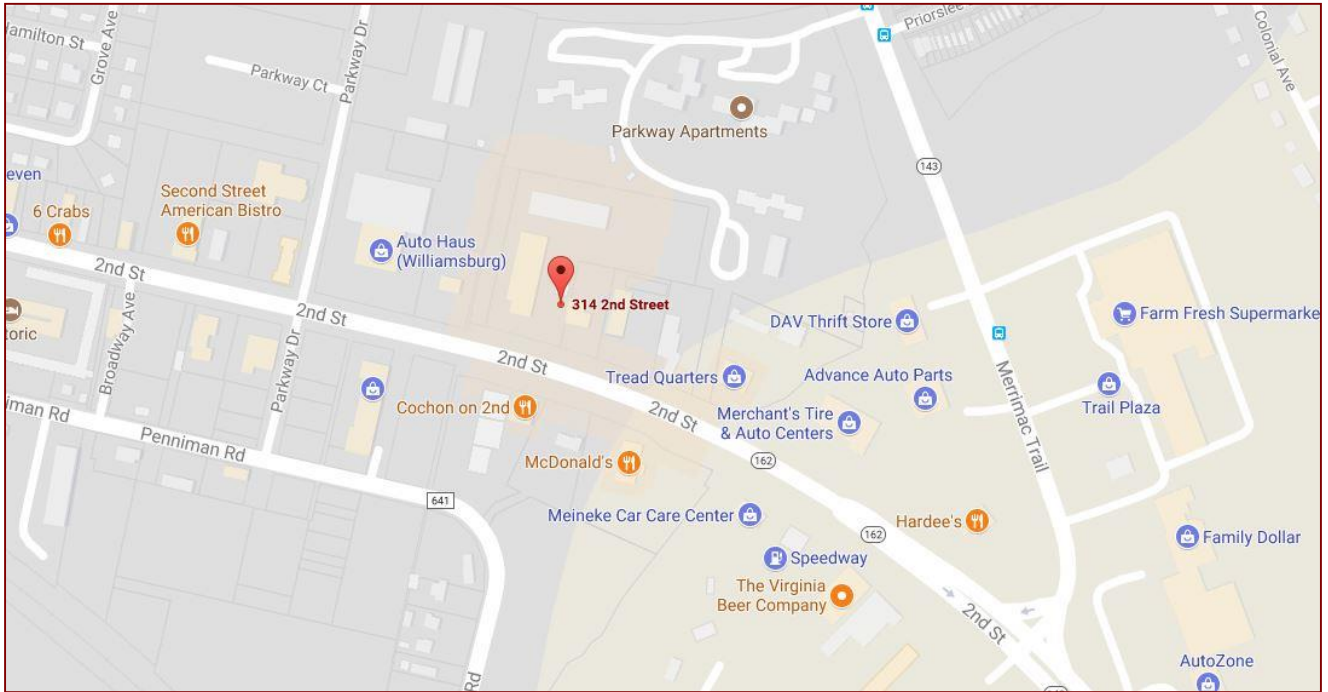 Hamilton St
Grove Ave
Parkway Ct
Parkway Dr
Priorslee
Colonial Ave
Parkway Apartments
143
even
6 Crabs
Second Street
American Bistro
Auto Haus
(Williamsburg)
2nd St
2nd St
314 2nd Street
toric
Broadway Ave
Parkway Dr
2nd St
DAV Thrift Store
Farm Fresh Supermarke
Tread Quarters
Advance Auto Parts
Merrimac Trail
Trail Plaza
Cochon on 2nd
2nd St
Merchant's Tire
& Auto Centers
niman Rd
Penniman Rd
McDonald's
162
641
Meineke Car Care Center
Hardee's
162
Family Dollar
Speedway
The Virginia
Beer Company
2nd St
Rd
AutoZone